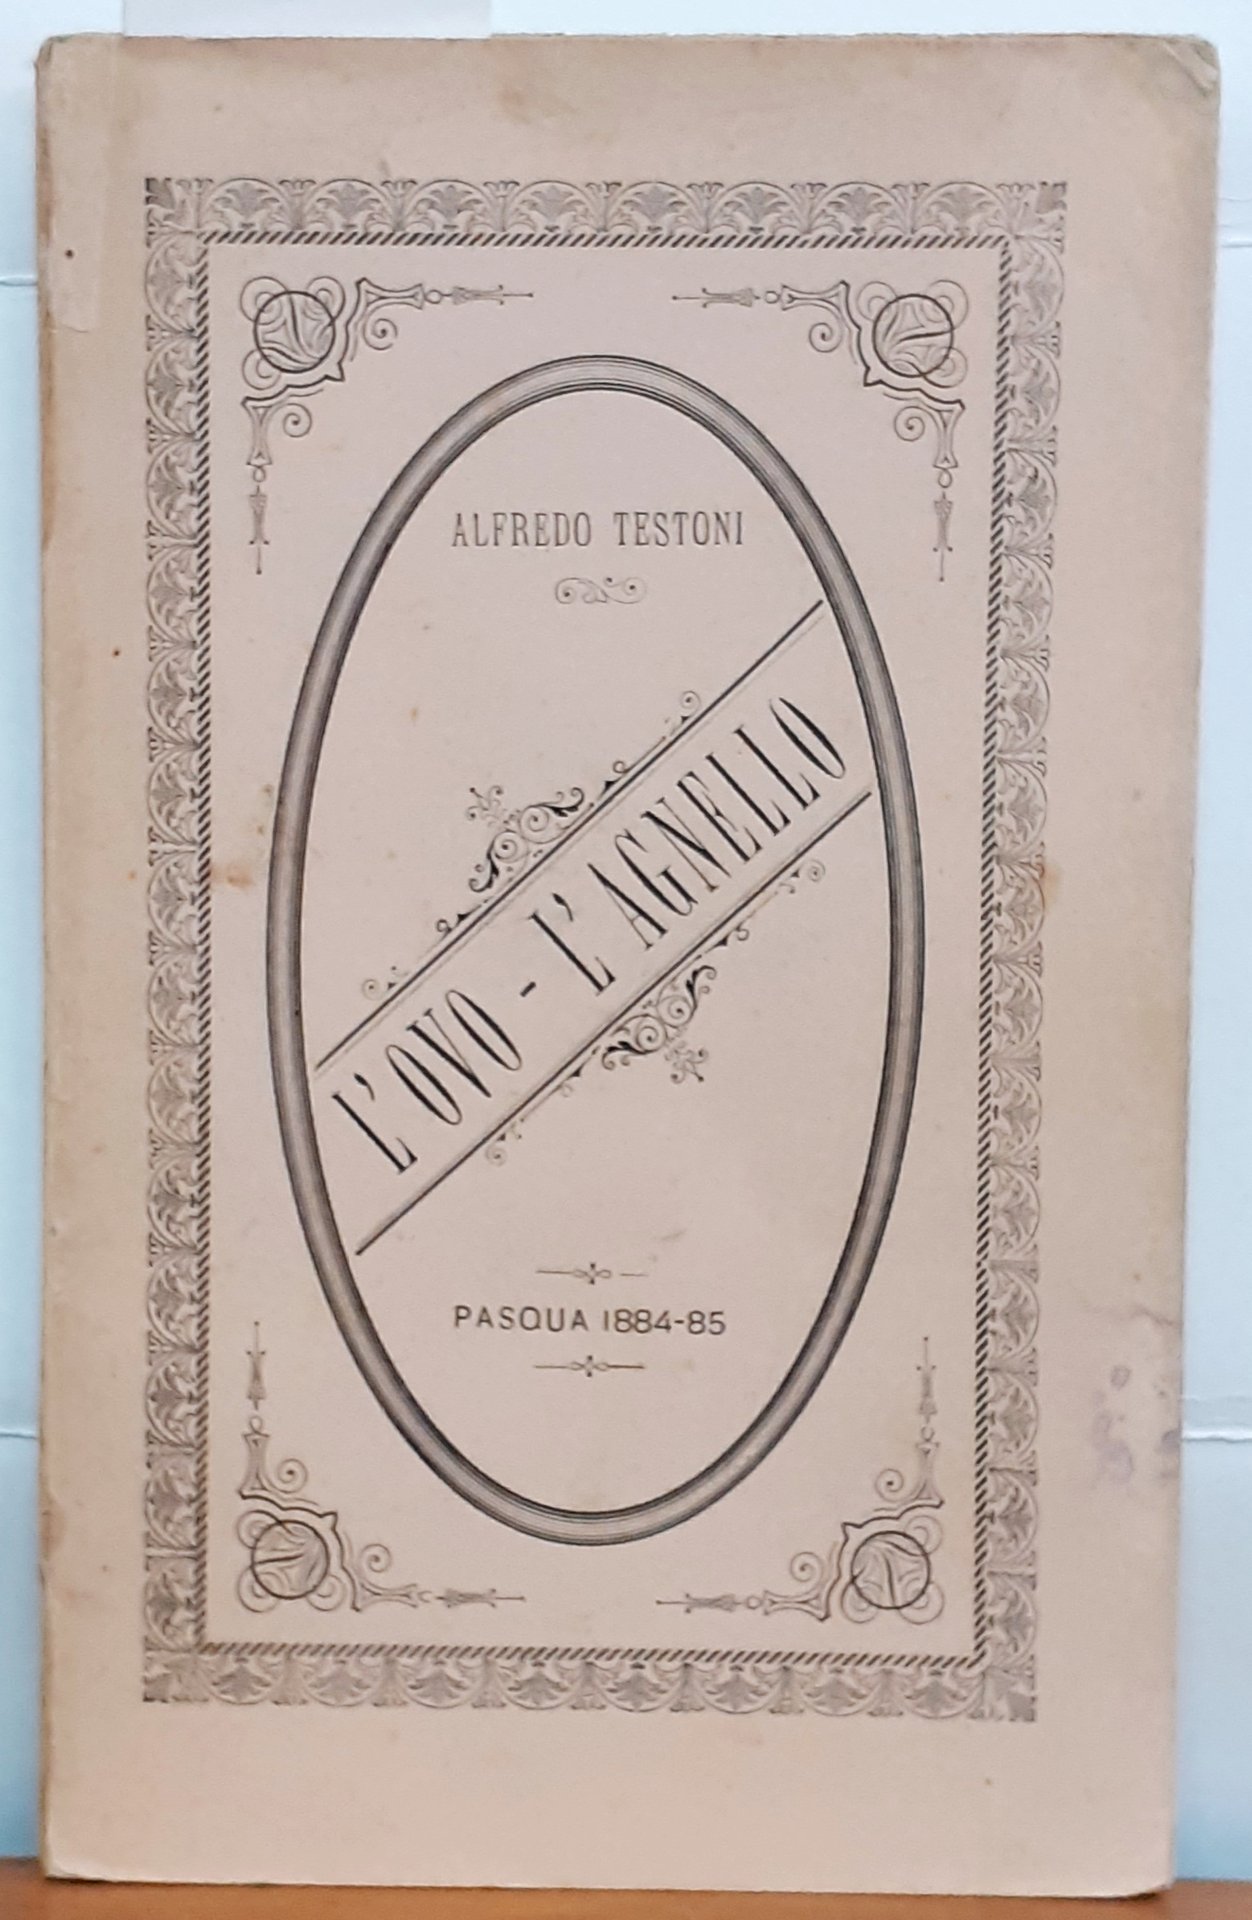 ALFREDO TESTONI
L'OVO - L'AGNELLO
PASQUA 1884-85